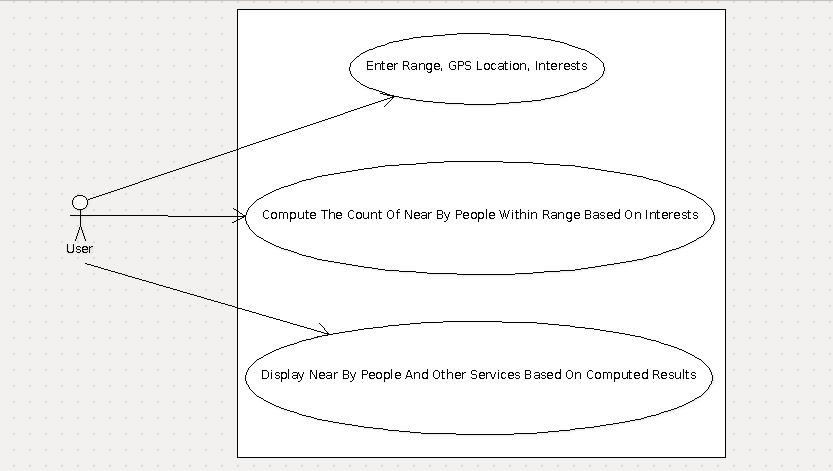 Enter Range, GPS Location, Interests
Compute The Count Of Near By People Within Range Based On Interests
User
Display Near By People And Other Services Based On Computed Results